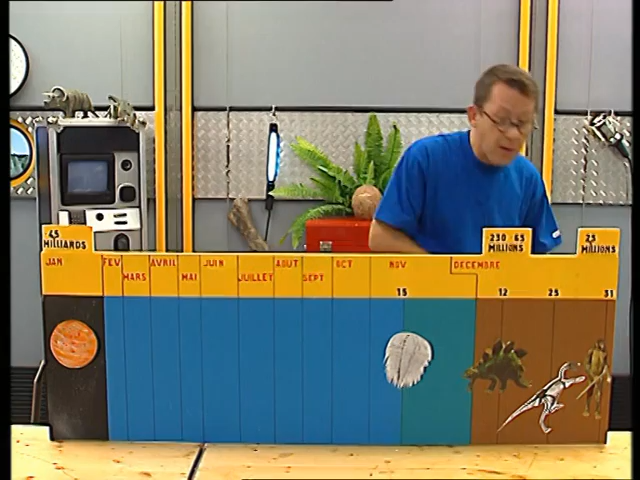 4,5
MILLIARDS
230 65
MILLIONS
25
MILLIONS
JAN FEV AVRIL JUIN AOUT OCT NOV DECEMBRE
MARS MAI JUILLET SEPT
15 12 25 31